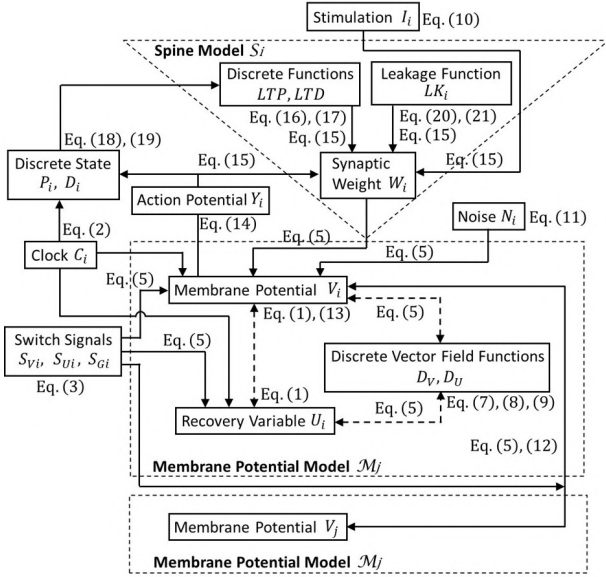 Stimulation I_i
Eq. (10)
Spine Model S_i
Discrete Functions
LTP, LTD
Leakage Function
LK_i
Eq. (16), (17)
Eq. (15)
Eq. (20), (21)
Eq. (15)
Eq. (18), (19)
Discrete State
P_i, D_i
Eq. (15)
Synaptic
Weight W_i
Eq. (15)
Action Potential Y_i
Eq. (14)
Noise N_i
Eq. (11)
Eq. (2)
Clock C_i
Eq. (5)
Eq. (5)
Eq. (5)
Membrane Potential V_i
Eq. (1), (13)
Eq. (5)
Switch Signals
S_Vi, S_Ui, S_Gi
Eq. (3)
Eq. (5)
Discrete Vector Field Functions
D_V, D_U
Eq. (1)
Eq. (5)
Eq. (7), (8), (9)
Recovery Variable U_i
Eq. (5), (12)
Membrane Potential Model ℳ_j
Membrane Potential V_j
Membrane Potential Model ℳ_j